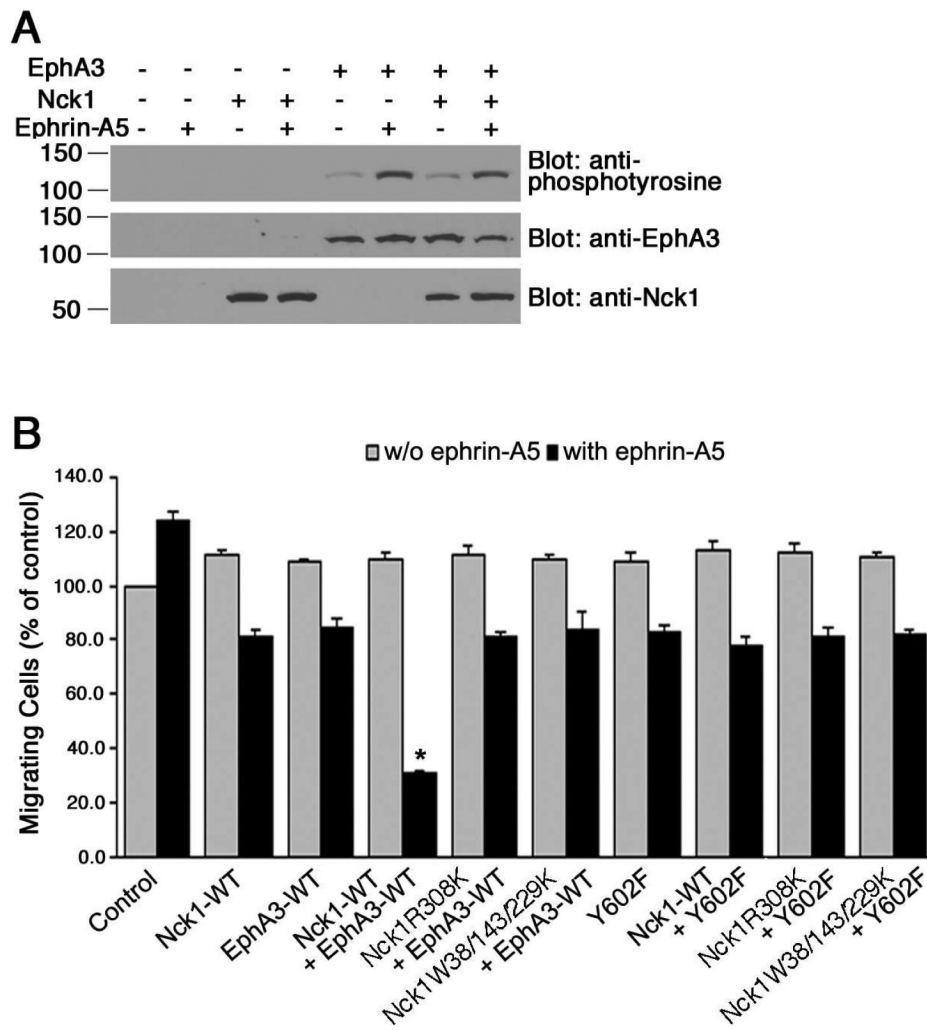 A
EphA3 - - - - + + + +
Nck1 - - + + - - + +
Ephrin-A5 - + - + - + - +
150
100
Blot: anti-
phosphotyrosine
150
100
Blot: anti-EphA3
50
Blot: anti-Nck1
B
w/o ephrin-A5 with ephrin-A5
Migrating Cells (% of control)
140.0
120.0
100.0
80.0
60.0
40.0
20.0
0.0
*
Control
Nck1-WT
EphA3-WT
Nck1-WT
+ EphA3-WT
Nck1R308K
+ EphA3-WT
Nck1W38/143/229K
+ EphA3-WT
Y602F
Nck1-WT
+ Y602F
Nck1R308K
+ Y602F
Nck1W38/143/229K
+ Y602F